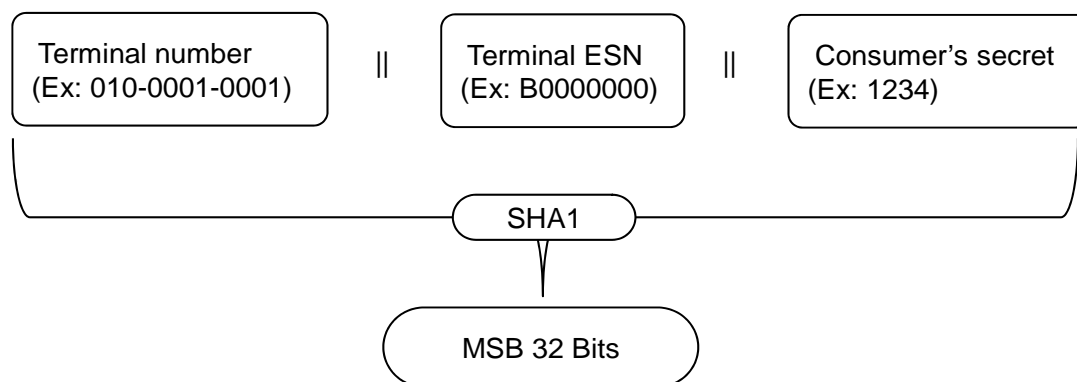 Terminal number
(Ex: 010-0001-0001)
||
Terminal ESN
(Ex: B0000000)
||
Consumer's secret
(Ex: 1234)
SHA1
MSB 32 Bits